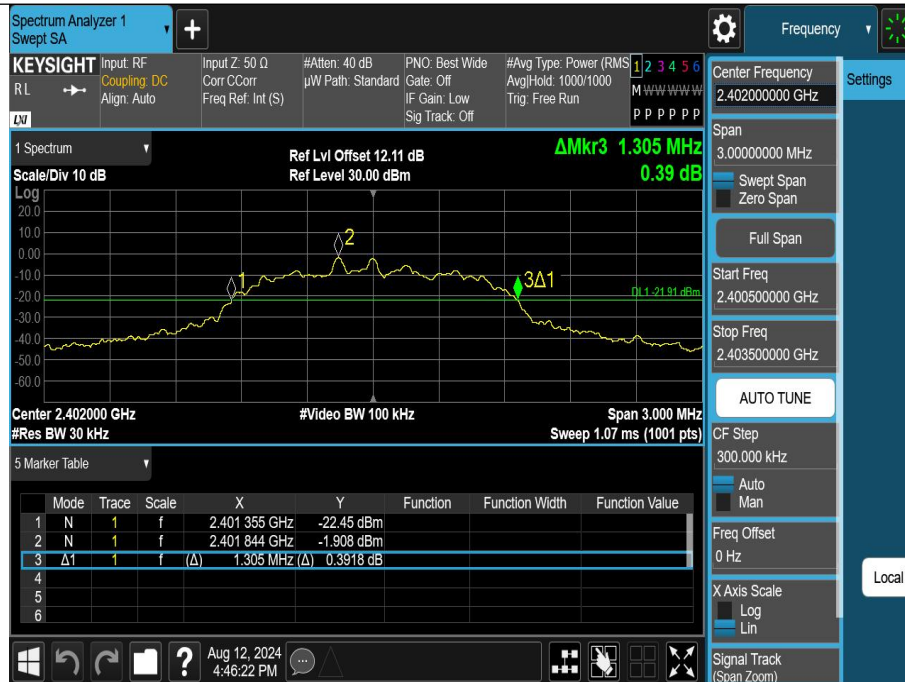 Spectrum Analyzer 1
Swept SA
+
Frequency
KEYSIGHT
RL
LXI
Input: RF
Coupling: DC
Align: Auto
Input Z: 50 Ω
Corr CCorr
Freq Ref: Int (S)
#Atten: 40 dB
µW Path: Standard
PNO: Best Wide
Gate: Off
IF Gain: Low
Sig Track: Off
#Avg Type: Power (RMS
Avg|Hold: 1000/1000
Trig: Free Run
1 2 3 4 5 6
M W W W W W
P P P P P P
1 Spectrum
Scale/Div 10 dB
Ref Lvl Offset 12.11 dB
Ref Level 30.00 dBm
ΔMkr3 1.305 MHz
0.39 dB
Log
20.0
10.0
0.00
-10.0
-20.0
-30.0
-40.0
-50.0
-60.0
1
2
3Δ1
DL1 -21.91 dBm
Center 2.402000 GHz
#Video BW 100 kHz
Span 3.000 MHz
#Res BW 30 kHz
Sweep 1.07 ms (1001 pts)
5 Marker Table
Mode Trace Scale X Y Function Function Width Function Value
1 N 1 f 2.401 355 GHz -22.45 dBm
2 N 1 f 2.401 844 GHz -1.908 dBm
3 Δ1 1 f (Δ) 1.305 MHz (Δ) 0.3918 dB
4
5
6
?
Aug 12, 2024
4:46:22 PM
Center Frequency
2.402000000 GHz
Span
3.00000000 MHz
Swept Span
Zero Span
Full Span
Start Freq
2.400500000 GHz
Stop Freq
2.403500000 GHz
AUTO TUNE
CF Step
300.000 kHz
Auto
Man
Freq Offset
0 Hz
X Axis Scale
Log
Lin
Signal Track
(Span Zoom)
Settings
Local